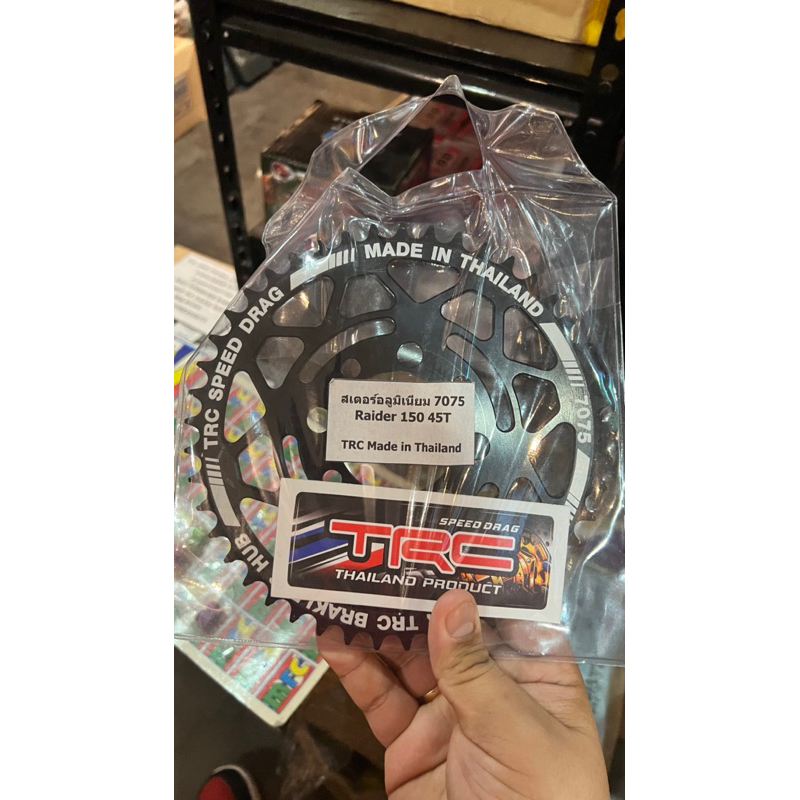 MADE IN THAILAND
TRC SPEED DRAG
7075
สเตอร์อลูมิเนียม 7075
Raider 150 45T
TRC Made in Thailand
SPEED DRAG
TRC
THAILAND PRODUCT
HUB
TRC